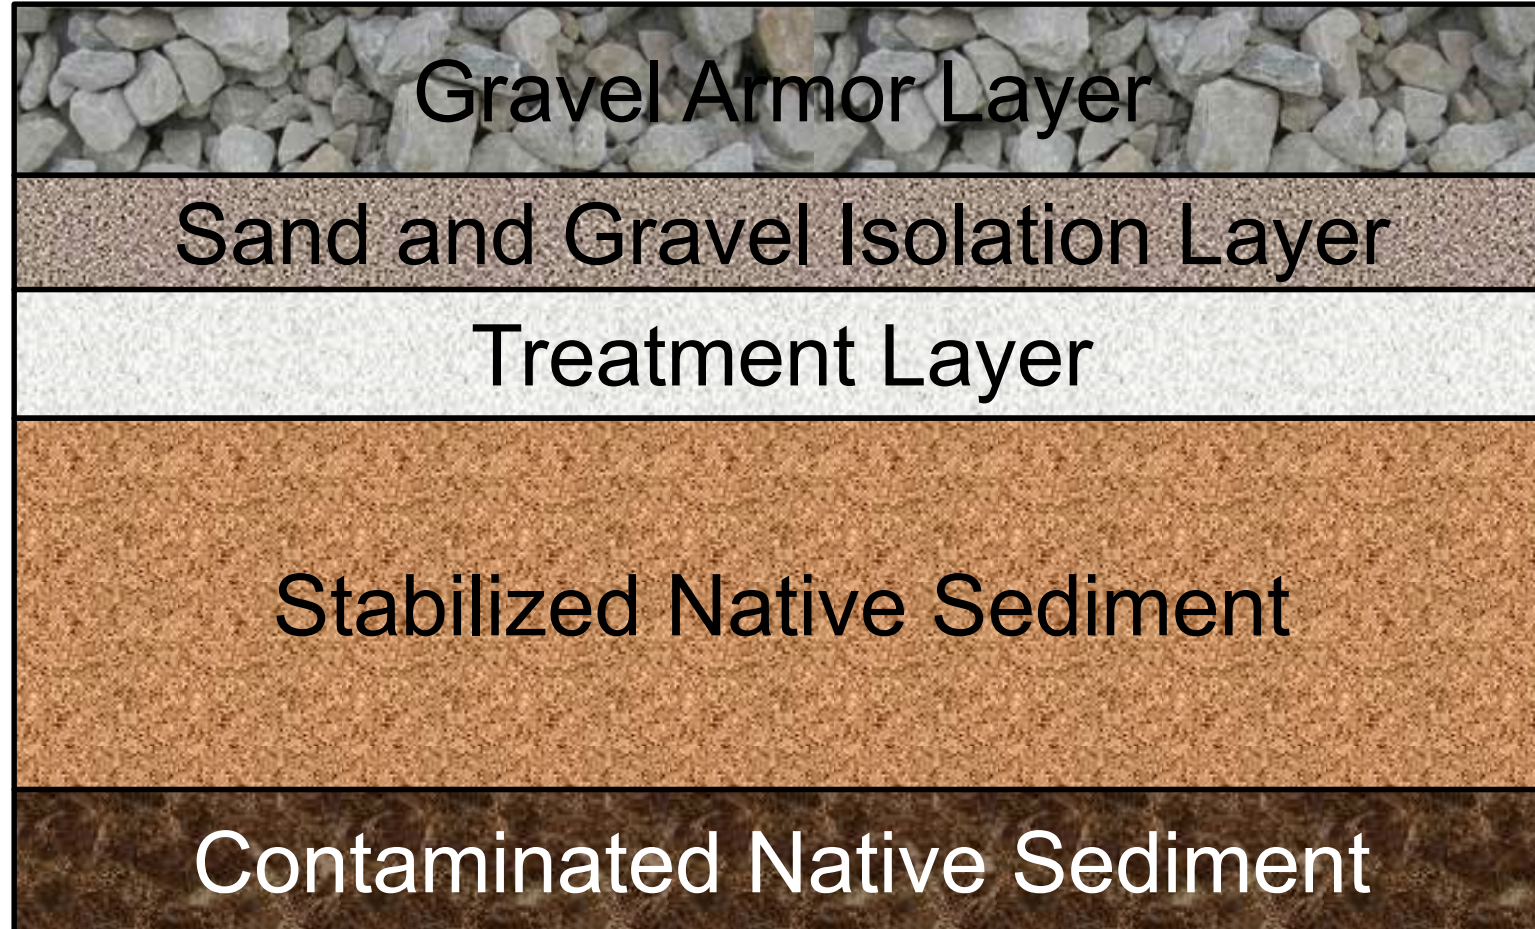 Gravel Armor Layer
Sand and Gravel Isolation Layer
Treatment Layer
Stabilized Native Sediment
Contaminated Native Sediment